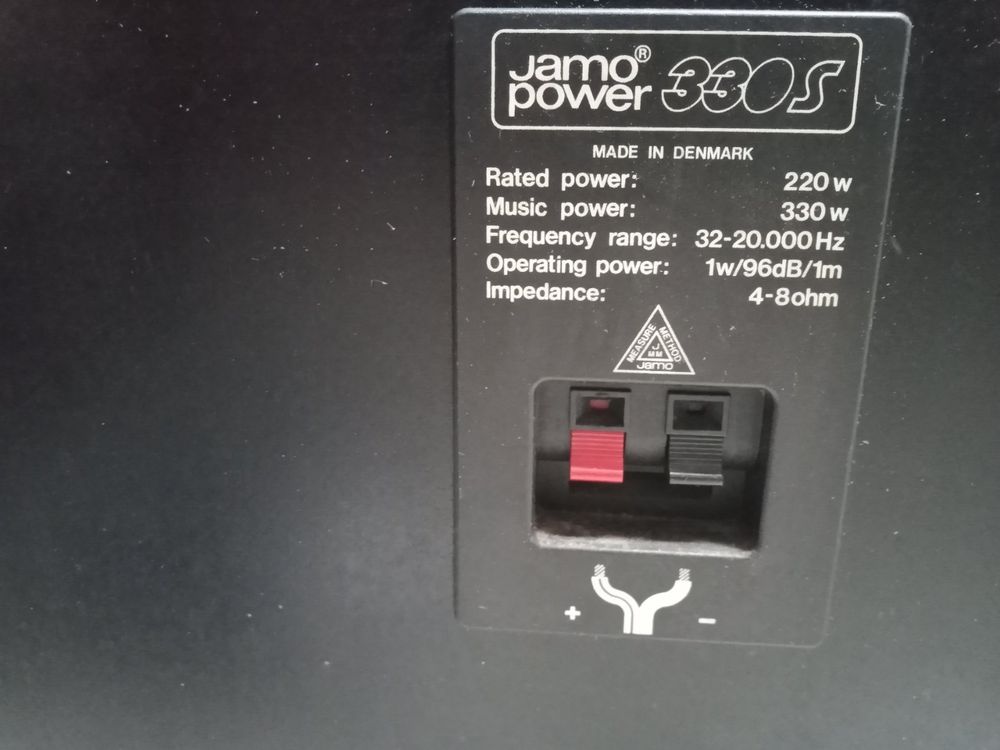 Jamo®
power 330S
MADE IN DENMARK
Rated power: 220 w
Music power: 330 w
Frequency range: 32-20.000 Hz
Operating power: 1w/96dB/1m
Impedance: 4-8ohm
MEASURE METHOD
J
MM
Jamo
+ -